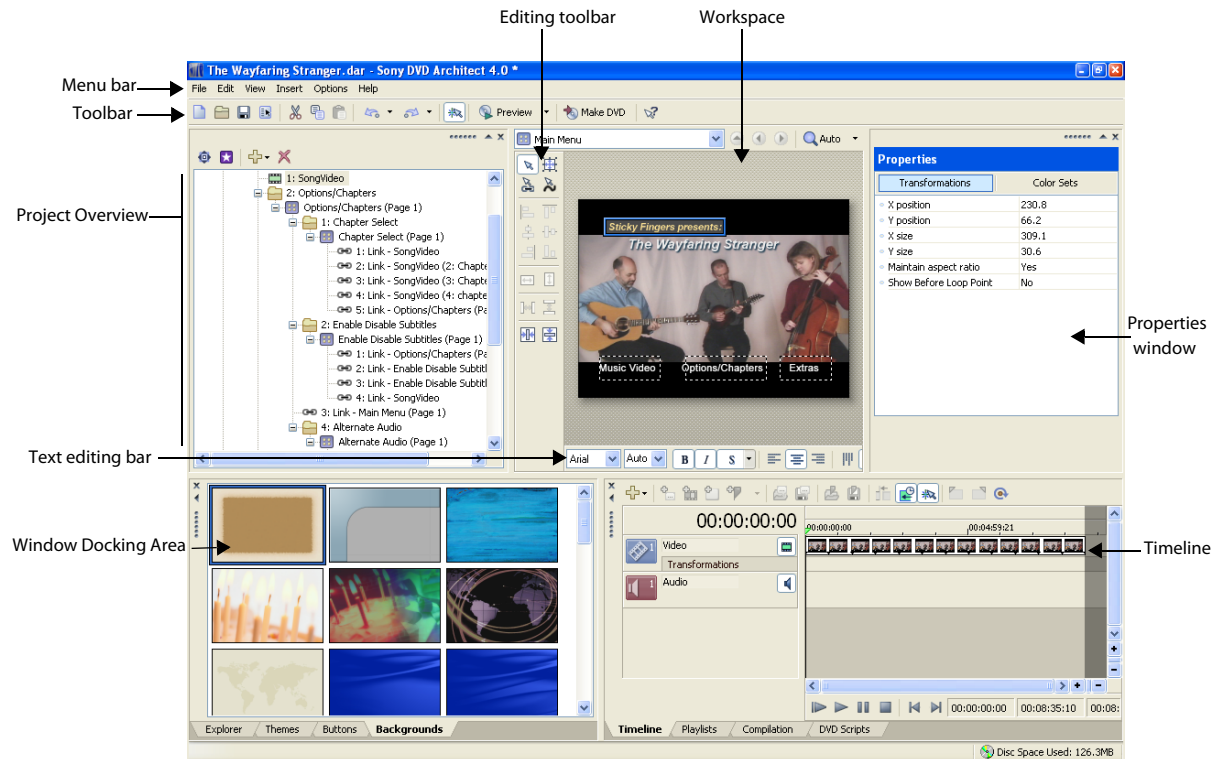 Editing toolbar
Workspace
The Wayfaring Stranger.dar - Sony DVD Architect 4.0 *
Menu bar
File Edit View Insert Options Help
Toolbar
Preview
Make DVD
Main Menu
Auto
Project Overview
1: SongVideo
2: Options/Chapters
Options/Chapters (Page 1)
1: Chapter Select
Chapter Select (Page 1)
1: Link - SongVideo
2: Link - SongVideo (2: Chapte
3: Link - SongVideo (3: Chapte
4: Link - SongVideo (4: chapte
5: Link - Options/Chapters (Pa
2: Enable Disable Subtitles
Enable Disable Subtitles (Page 1)
1: Link - Options/Chapters (Pa
2: Link - Enable Disable Subtitl
3: Link - Enable Disable Subtitl
4: Link - SongVideo
3: Link - Main Menu (Page 1)
4: Alternate Audio
Alternate Audio (Page 1)
Sticky Fingers presents:
The Wayfaring Stranger
Music Video
Options/Chapters
Extras
Properties
Transformations
Color Sets
X position 230.8
Y position 66.2
X size 309.1
Y size 30.6
Maintain aspect ratio Yes
Show Before Loop Point No
Properties
window
Text editing bar
Arial
Auto
B I S
Window Docking Area
00:00:00:00
00:00:00:00
00:04:59:21
1
Video
Transformations
1
Audio
Timeline
00:00:00:00
00:08:35:10
00:08:
Explorer
Themes
Buttons
Backgrounds
Timeline
Playlists
Compilation
DVD Scripts
Disc Space Used: 126.3MB